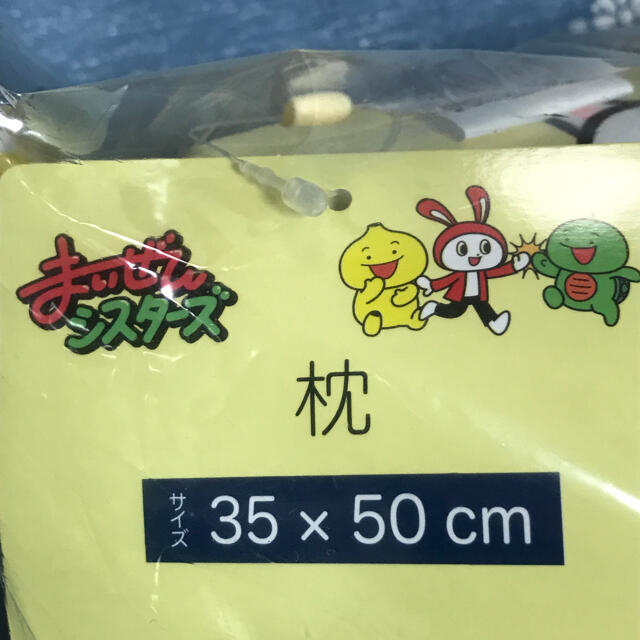 まいぜん
シスターズ
枕
サイズ 35 × 50 cm